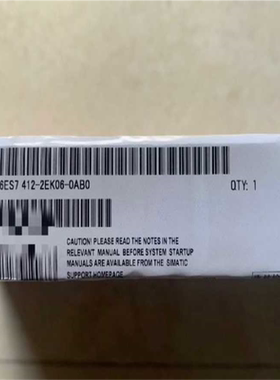 6ES7 412-2EK06-0AB0
QTY: 1
CAUTION! PLEASE READ THE NOTES IN THE
RELEVANT MANUAL BEFORE SYSTEM STARTUP
MANUALS ARE AVAILABLE FROM THE SIMATIC
SUPPORT HOMEPAGE